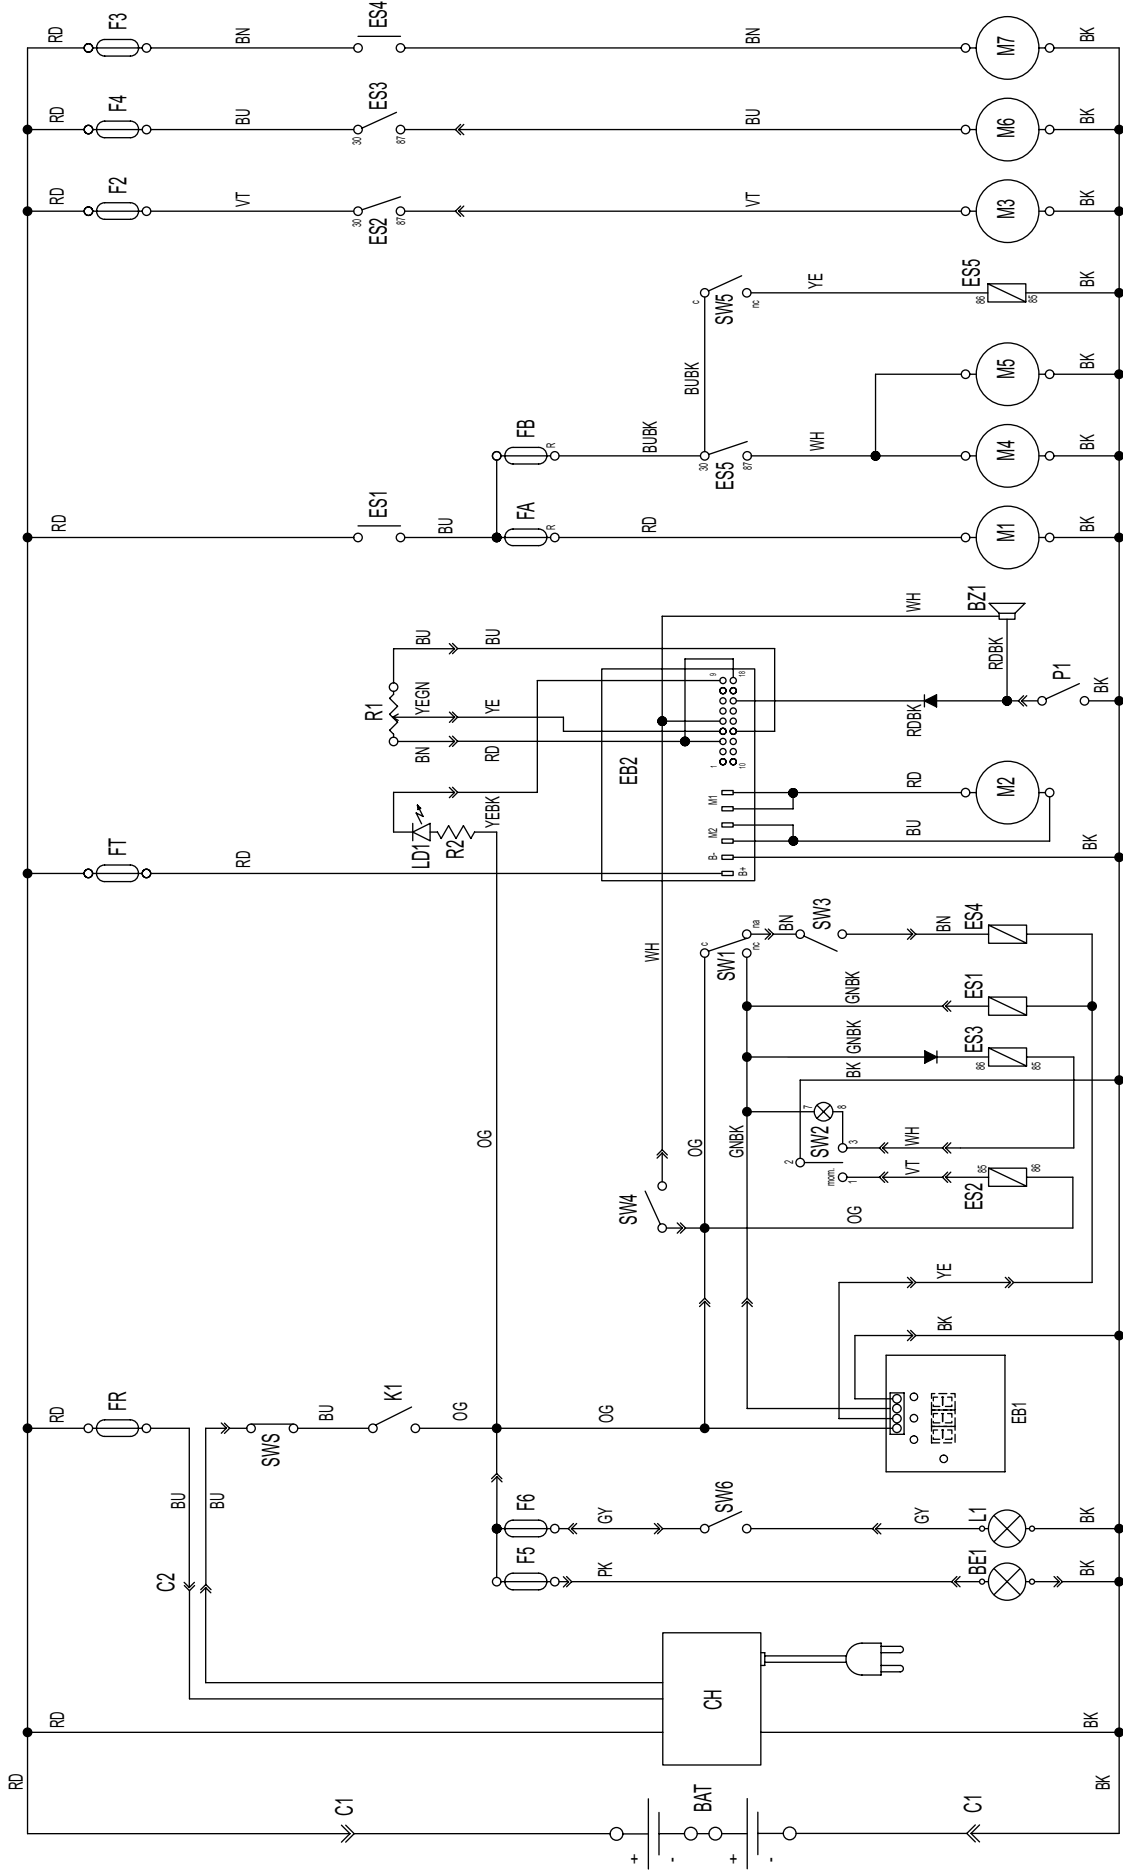 RD
F3
BN
ES4
BN
M7
BK
RD
F4
BU
30
ES3
87
BU
M6
BK
RD
F2
VT
30
ES2
87
VT
M3
BK
c
SW5
nc
YE
86
ES5
85
BK
BUBK
M5
BK
FB
R
BUBK
30
ES5
87
WH
M4
BK
RD
ES1
BU
FA
R
RD
M1
BK
WH
BZ1
RDBK
R1
BU
BU
YEGN
YE
BN
RD
EB2
9
18
1
10
RDBK
P1
BK
LD1
R2
YEBK
M1
M2
B-
B+
RD
M2
BU
BK
FT
RD
WH
c
SW1
na
nc
BN
SW3
BN
ES4
GNBK
ES1
GNBK
86
ES3
85
BK
OG
OG
GNBK
7
8
SW2
2
3
WH
mom.
1
VT
85
ES2
86
SW4
OG
YE
BK
RD
FR
BU
BU
C2
SWS
BU
K1
OG
OG
EB1
F6
GY
SW6
GY
L1
BK
F5
PK
BE1
BK
RD
CH
BK
RD
C1
+
-
BAT
+
-
C1
BK